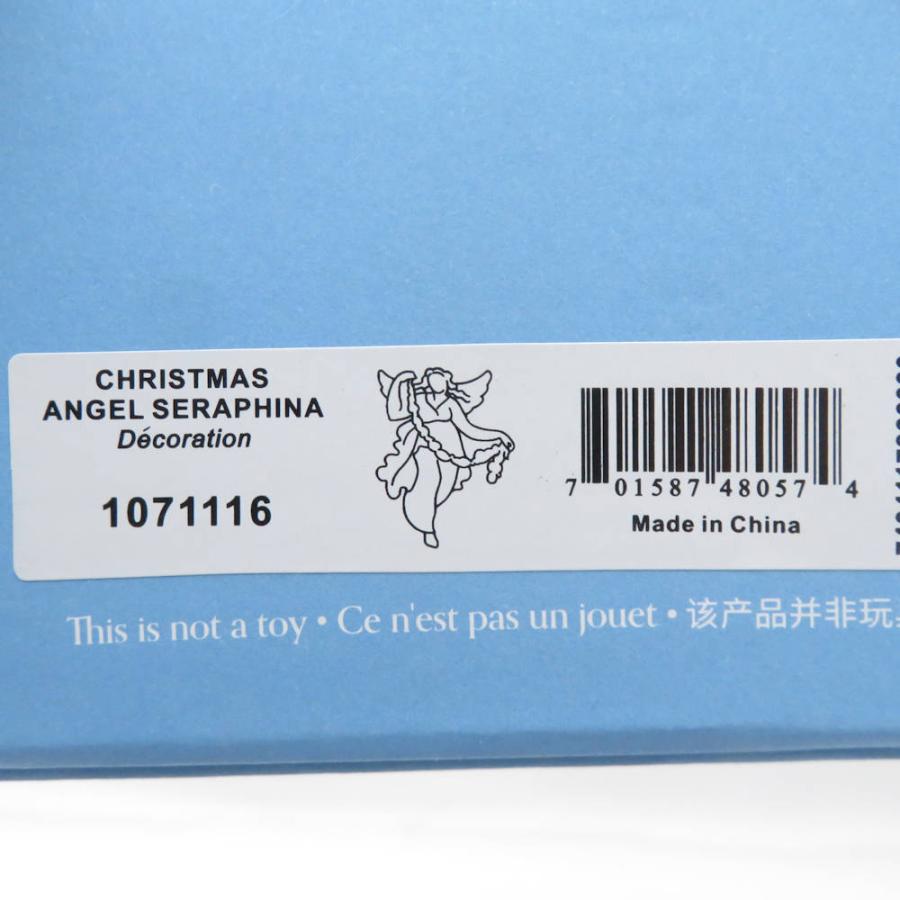 CHRISTMAS
ANGEL SERAPHINA
Décoration
1071116
7 01587 48057 4
Made in China
This is not a toy • Ce n'est pas un jouet • 该产品并非玩